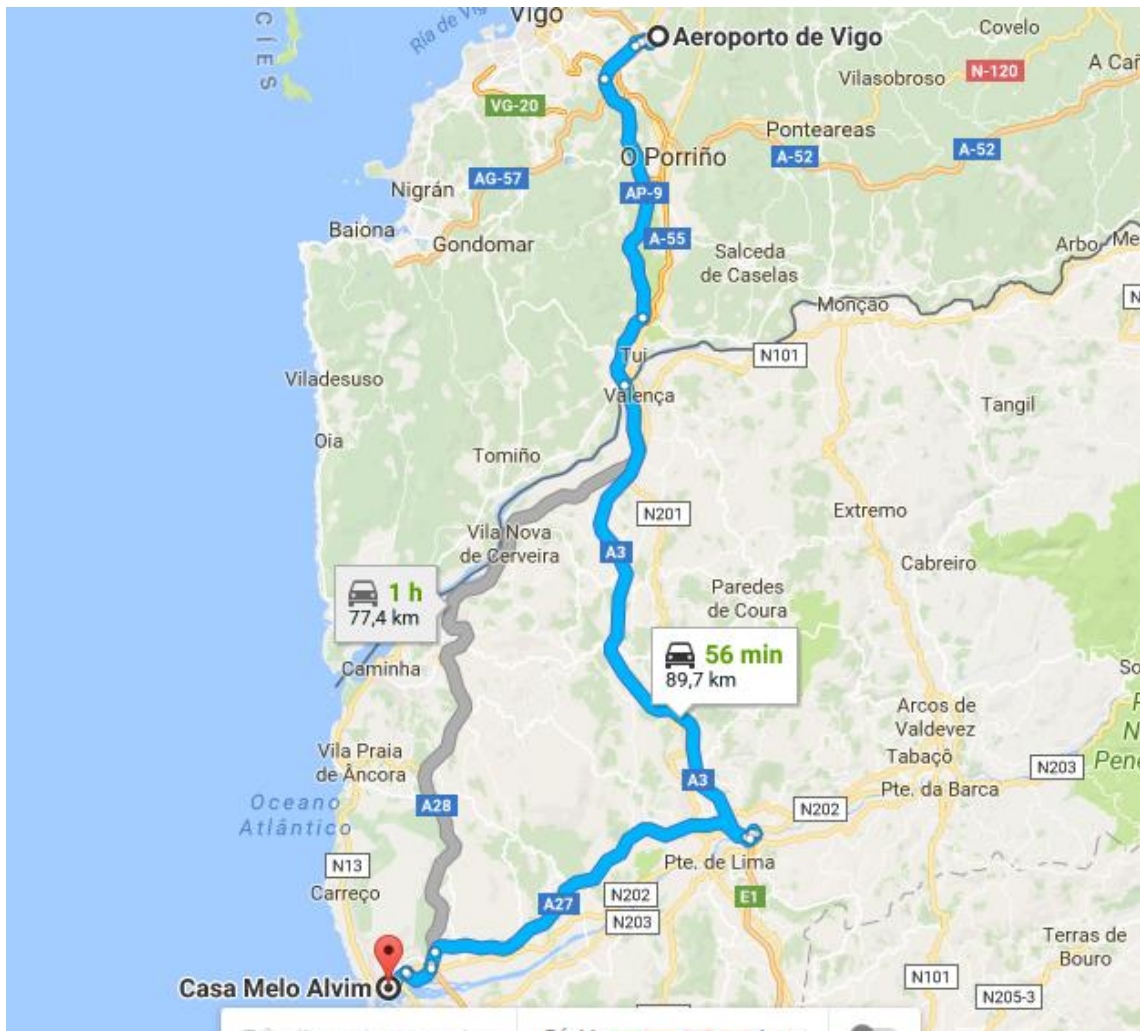 Vigo
Ría de Vig
CÍES
Aeroporto de Vigo
Covelo
N-120
A Cañ
Vilasobroso
VG-20
Ponteareas
A-52
A-52
O Porriño
AG-57
Nigrán
AP-9
Baiona
Gondomar
A-55
Salceda
de Caselas
Arbo
Me
N
Monção
Tui
N101
Viladesuso
Valença
Tangil
Oia
Tomiño
N201
Extremo
Vila Nova
de Cerveira
A3
Cabreiro
Paredes
de Coura
1 h
77,4 km
56 min
89,7 km
Caminha
So
Arcos de
Valdevez
P
N
Pene
Vila Praia
de Âncora
Tabaçô
A3
N203
Pte. da Barca
Oceano
Atlântico
A28
N202
N13
Pte. de Lima
Carreço
A27
N202
E1
N203
Terras de
Bouro
Casa Melo Alvim
N101
N205-3